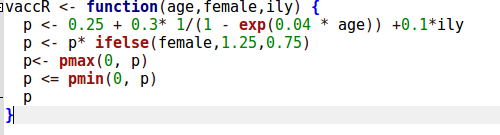 vaccR <- function(age,female,ily) {
p <- 0.25 + 0.3* 1/(1 - exp(0.04 * age)) +0.1*ily
p <- p* ifelse(female,1.25,0.75)
p<- pmax(0, p)
p <= pmin(0, p)
p
}